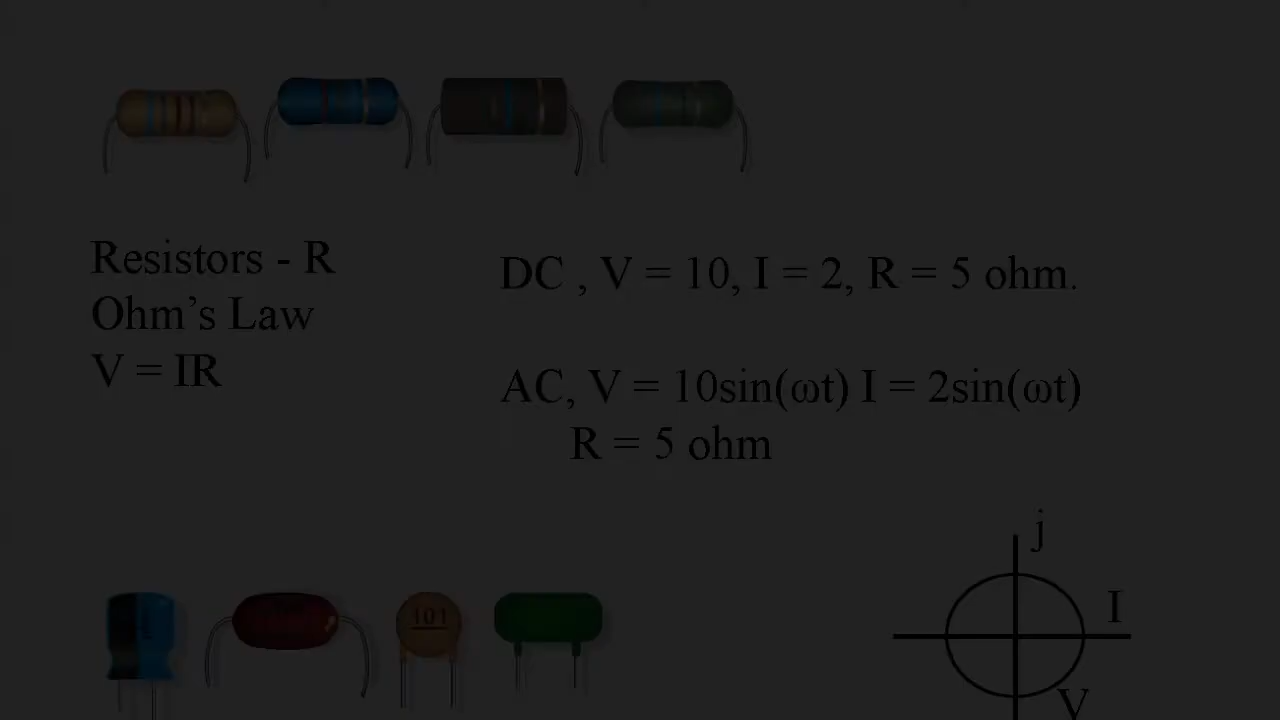 Resistors - R
Ohm’s Law
V = IR
DC , V = 10, I = 2, R = 5 ohm.
AC, V = 10sin(ωt) I = 2sin(ωt)
R = 5 ohm
101
j
I
V